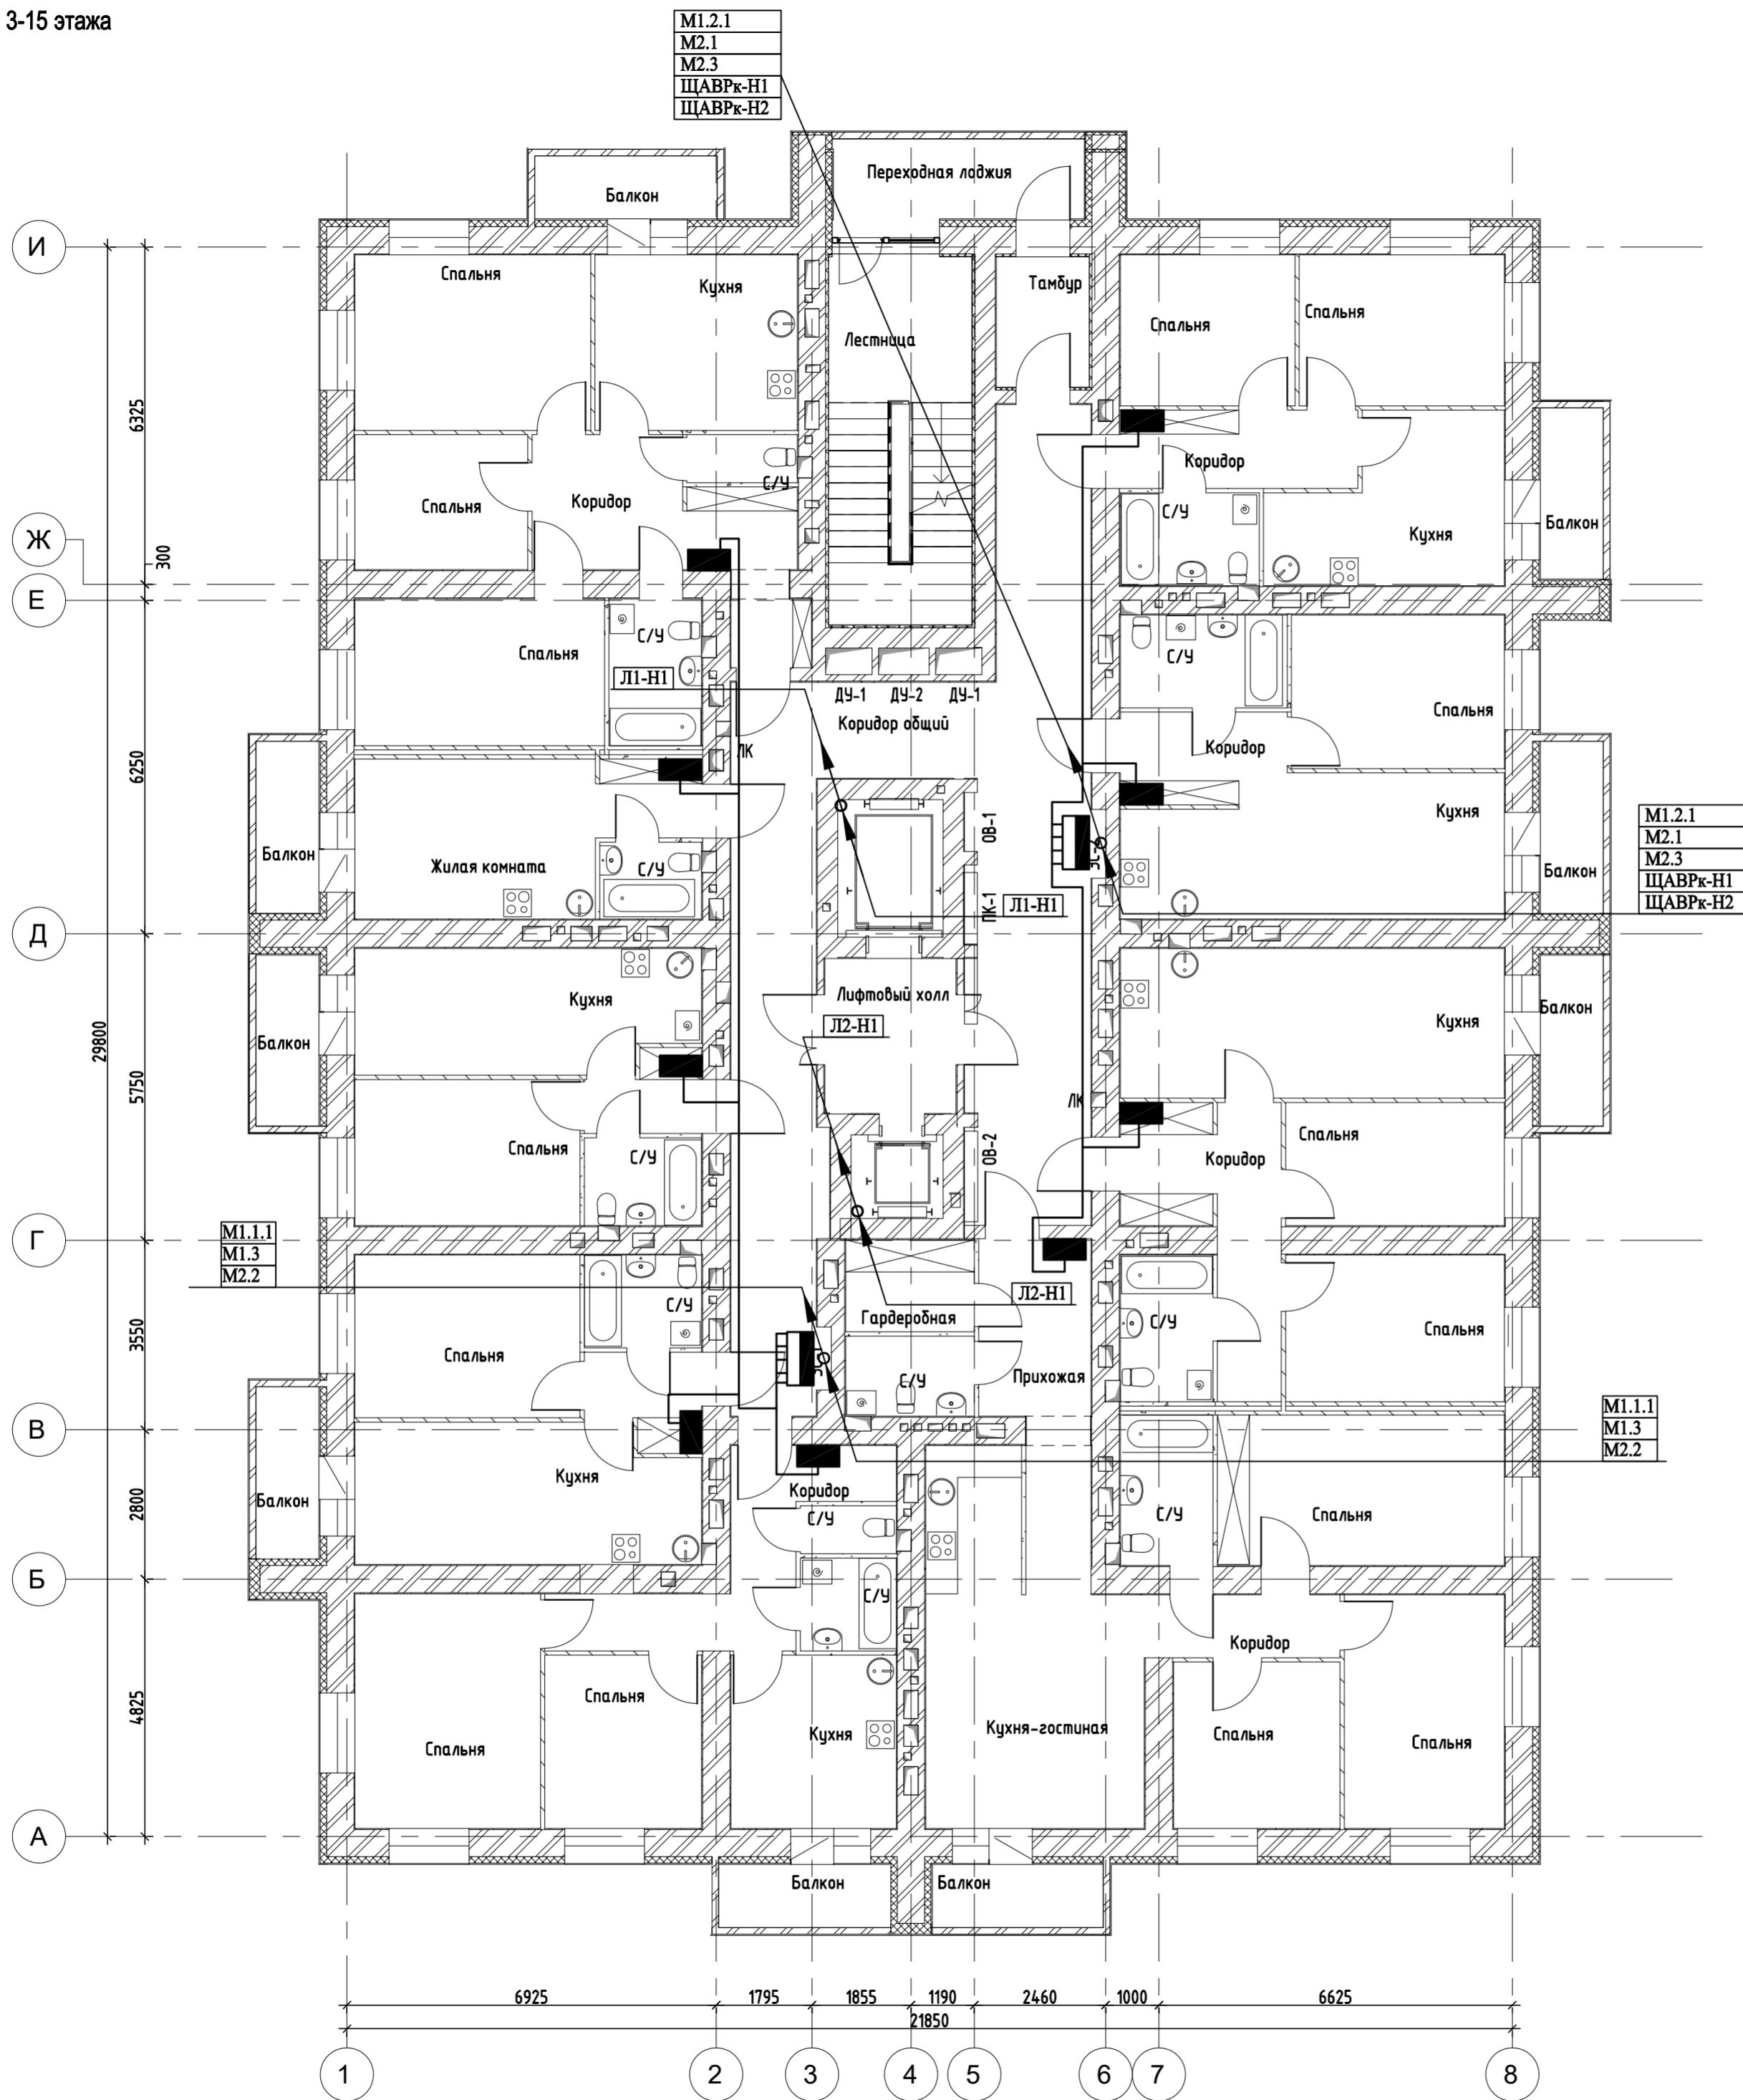 3-15 этажа
М1.2.1
М2.1
М2.3
ЩАВРк-Н1
ЩАВРк-Н2
Переходная лоджия
Балкон
И
Спальня
Кухня
Тамбур
Лестница
Спальня
Спальня
6325
С/У
Коридор
Спальня
Коридор
С/У
Кухня
Балкон
Ж
300
Е
С/У
Спальня
С/У
Л1-Н1
ДУ-1
ДУ-2
ДУ-1
Спальня
Коридор общий
Коридор
ЛК
6250
Кухня
ОВ-1
М1.2.1
М2.1
М2.3
ЩАВРк-Н1
ЩАВРк-Н2
Балкон
Жилая комната
С/У
Балкон
ПК-1
Л1-Н1
Д
Кухня
Лифтовый холл
Кухня
Балкон
Балкон
Л2-Н1
29800
5750
ЛК
Спальня
С/У
ОВ-2
Коридор
Спальня
Г
М1.1.1
М1.3
М2.2
Л2-Н1
С/У
Гардеробная
С/У
Спальня
3550
Спальня
С/У
Прихожая
М1.1.1
М1.3
М2.2
В
Кухня
Коридор
Балкон
2800
С/У
С/У
Спальня
Б
С/У
Коридор
4825
Спальня
Кухня
Кухня-гостиная
Спальня
Спальня
Спальня
А
Балкон
Балкон
6925
1795
1855
1190
2460
1000
6625
21850
1
2
3
4
5
6
7
8